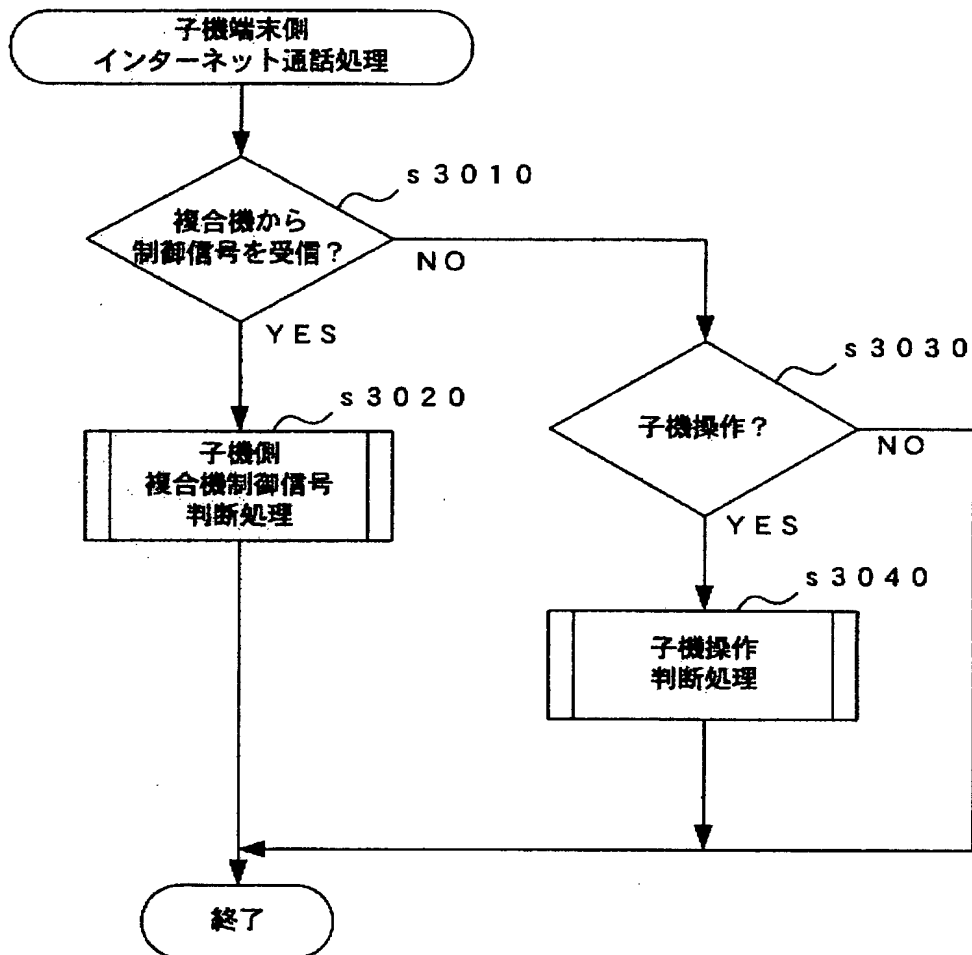 子機端末側
インターネット通話処理
s3010
複合機から
制御信号を受信？
NO
YES
s3020
子機側
複合機制御信号
判断処理
s3030
子機操作？
NO
YES
s3040
子機操作
判断処理
終了